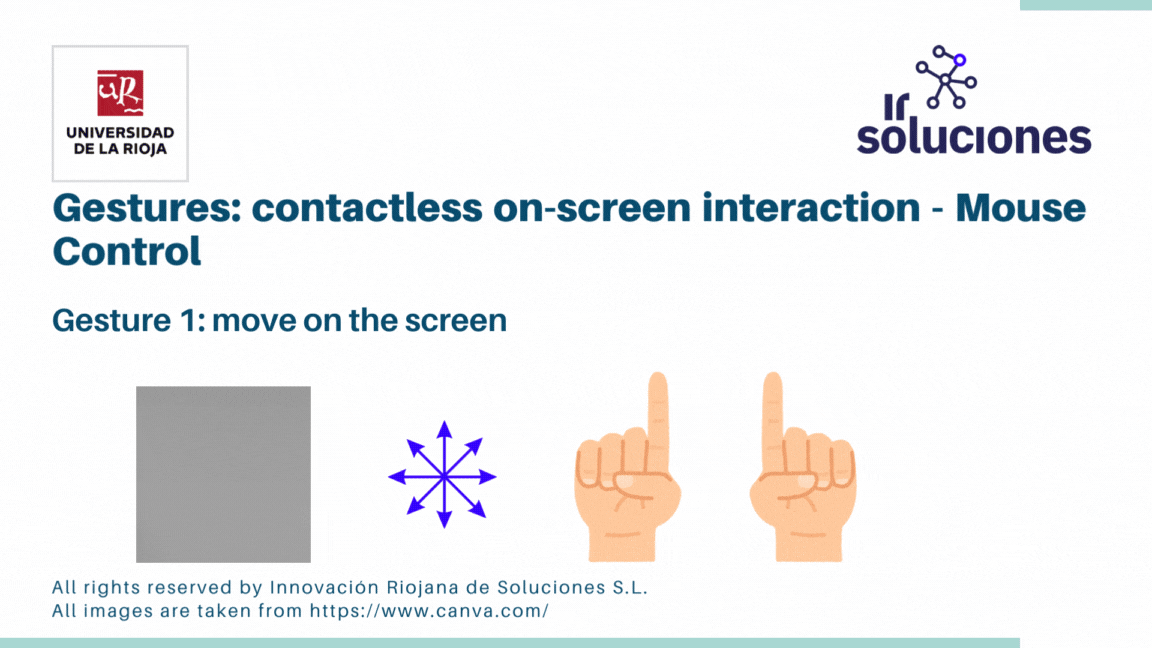 UR
UNIVERSIDAD
DE LA RIOJA
Ir
soluciones
Gestures: contactless on-screen interaction - Mouse
Control
Gesture 1: move on the screen
All rights reserved by Innovación Riojana de Soluciones S.L.
All images are taken from https://www.canva.com/